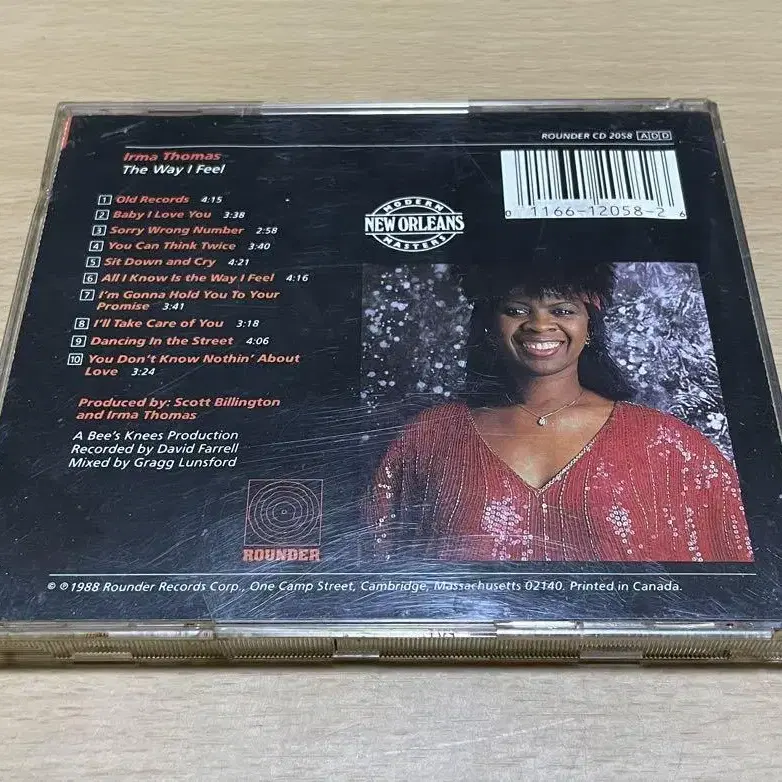 ROUNDER CD 2058 ADD
Irma Thomas
The Way I Feel
0 1166-12058-2 6
MODERN
NEW ORLEANS
MASTERS
1 Old Records 4:15
2 Baby I Love You 3:38
3 Sorry Wrong Number 2:58
4 You Can Think Twice 3:40
5 Sit Down and Cry 4:21
6 All I Know Is the Way I Feel 4:16
7 I'm Gonna Hold You To Your
Promise 3:41
8 I'll Take Care of You 3:18
9 Dancing In the Street 4:06
10 You Don't Know Nothin' About
Love 3:24
Produced by: Scott Billington
and Irma Thomas
A Bee's Knees Production
Recorded by David Farrell
Mixed by Gragg Lunsford
ROUNDER
© ℗ 1988 Rounder Records Corp., One Camp Street, Cambridge, Massachusetts 02140. Printed in Canada.